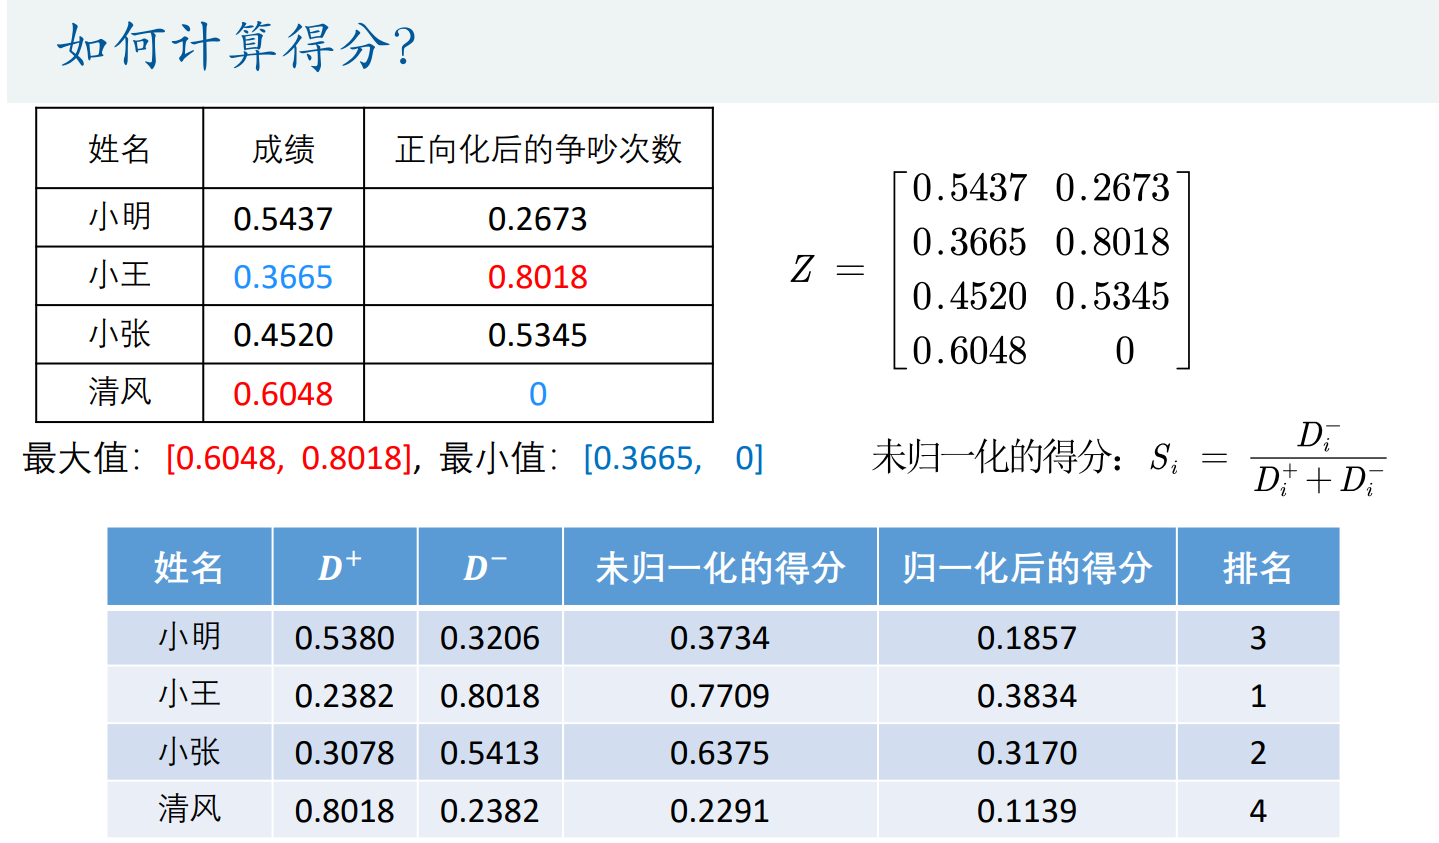 如何计算得分?
姓名 成绩 正向化后的争吵次数
小明 0.5437 0.2673
小王 0.3665 0.8018
小张 0.4520 0.5345
清风 0.6048 0
最大值：[0.6048, 0.8018]，最小值：[0.3665, 0]
Z =
0.5437 0.2673
0.3665 0.8018
0.4520 0.5345
0.6048 0
未归一化的得分：S_i = D_i^- / (D_i^+ + D_i^-)
姓名 D^+ D^- 未归一化的得分 归一化后的得分 排名
小明 0.5380 0.3206 0.3734 0.1857 3
小王 0.2382 0.8018 0.7709 0.3834 1
小张 0.3078 0.5413 0.6375 0.3170 2
清风 0.8018 0.2382 0.2291 0.1139 4